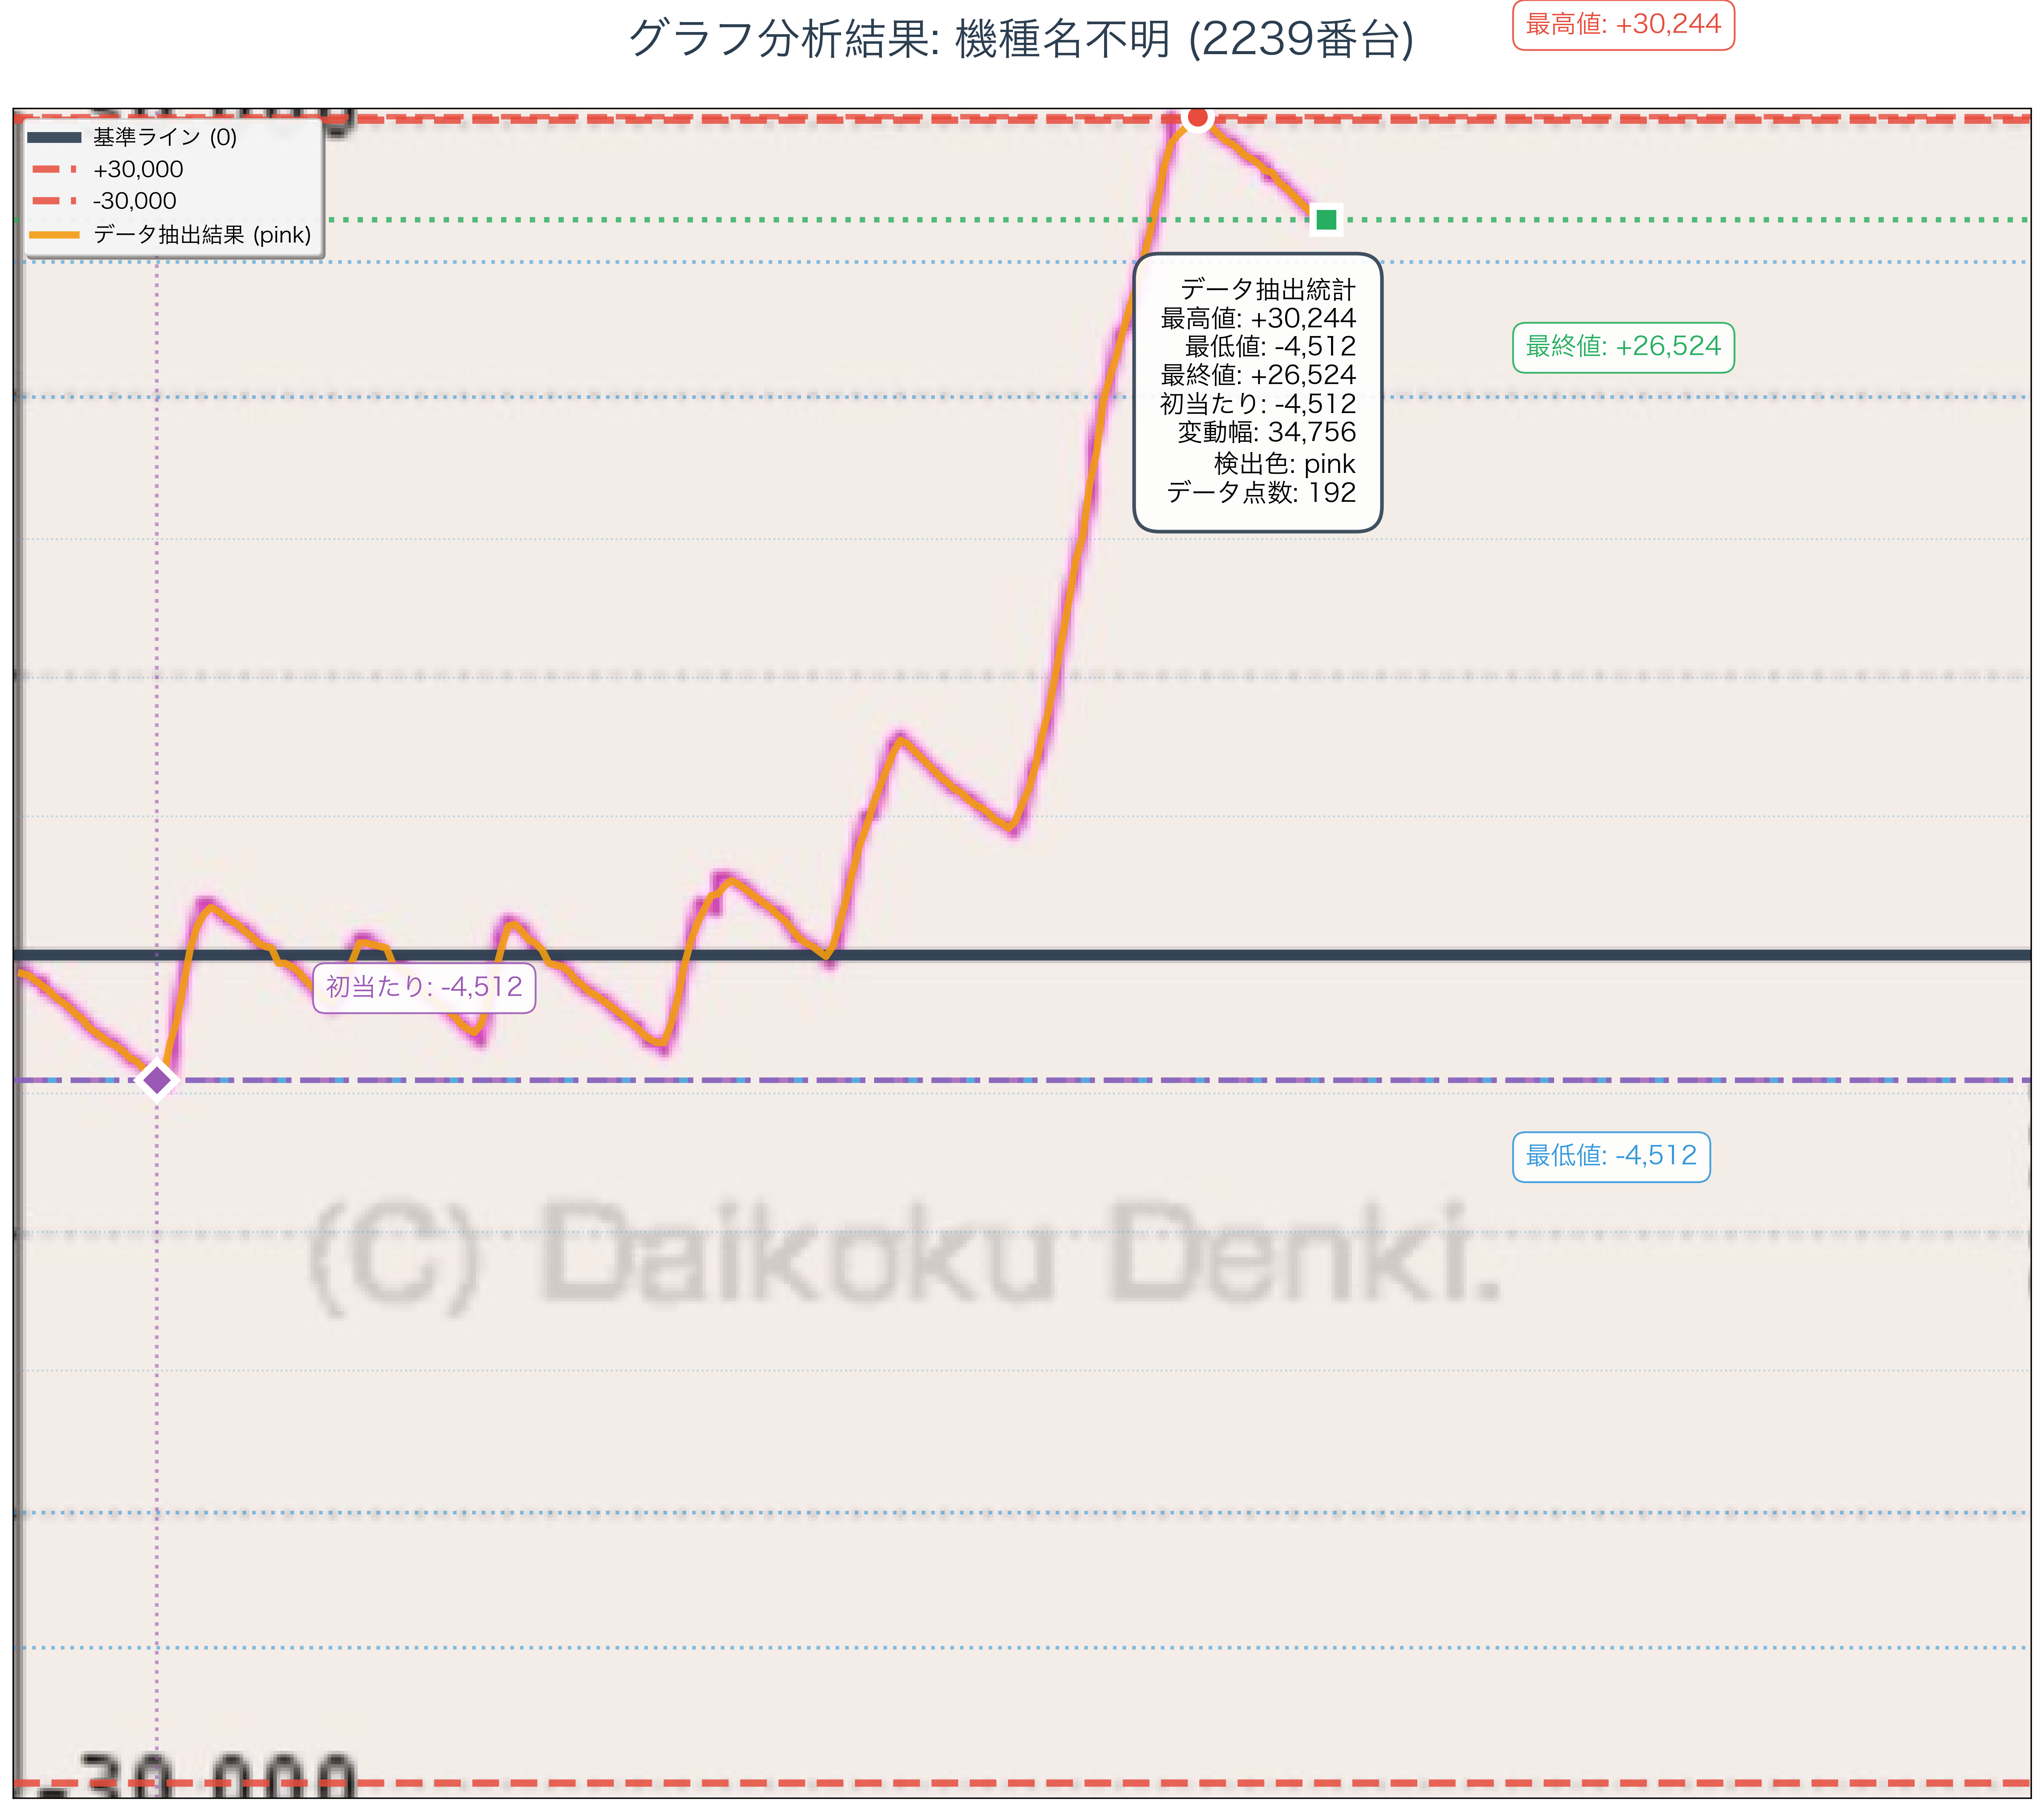 グラフ分析結果: 機種名不明 (2239番台)
最高値: +30,244
基準ライン (0)
+30,000
-30,000
データ抽出結果 (pink)
データ抽出統計
最高値: +30,244
最低値: -4,512
最終値: +26,524
初当たり: -4,512
変動幅: 34,756
検出色: pink
データ点数: 192
最終値: +26,524
初当たり: -4,512
最低値: -4,512
(C) Daikoku Denki.
-30,000